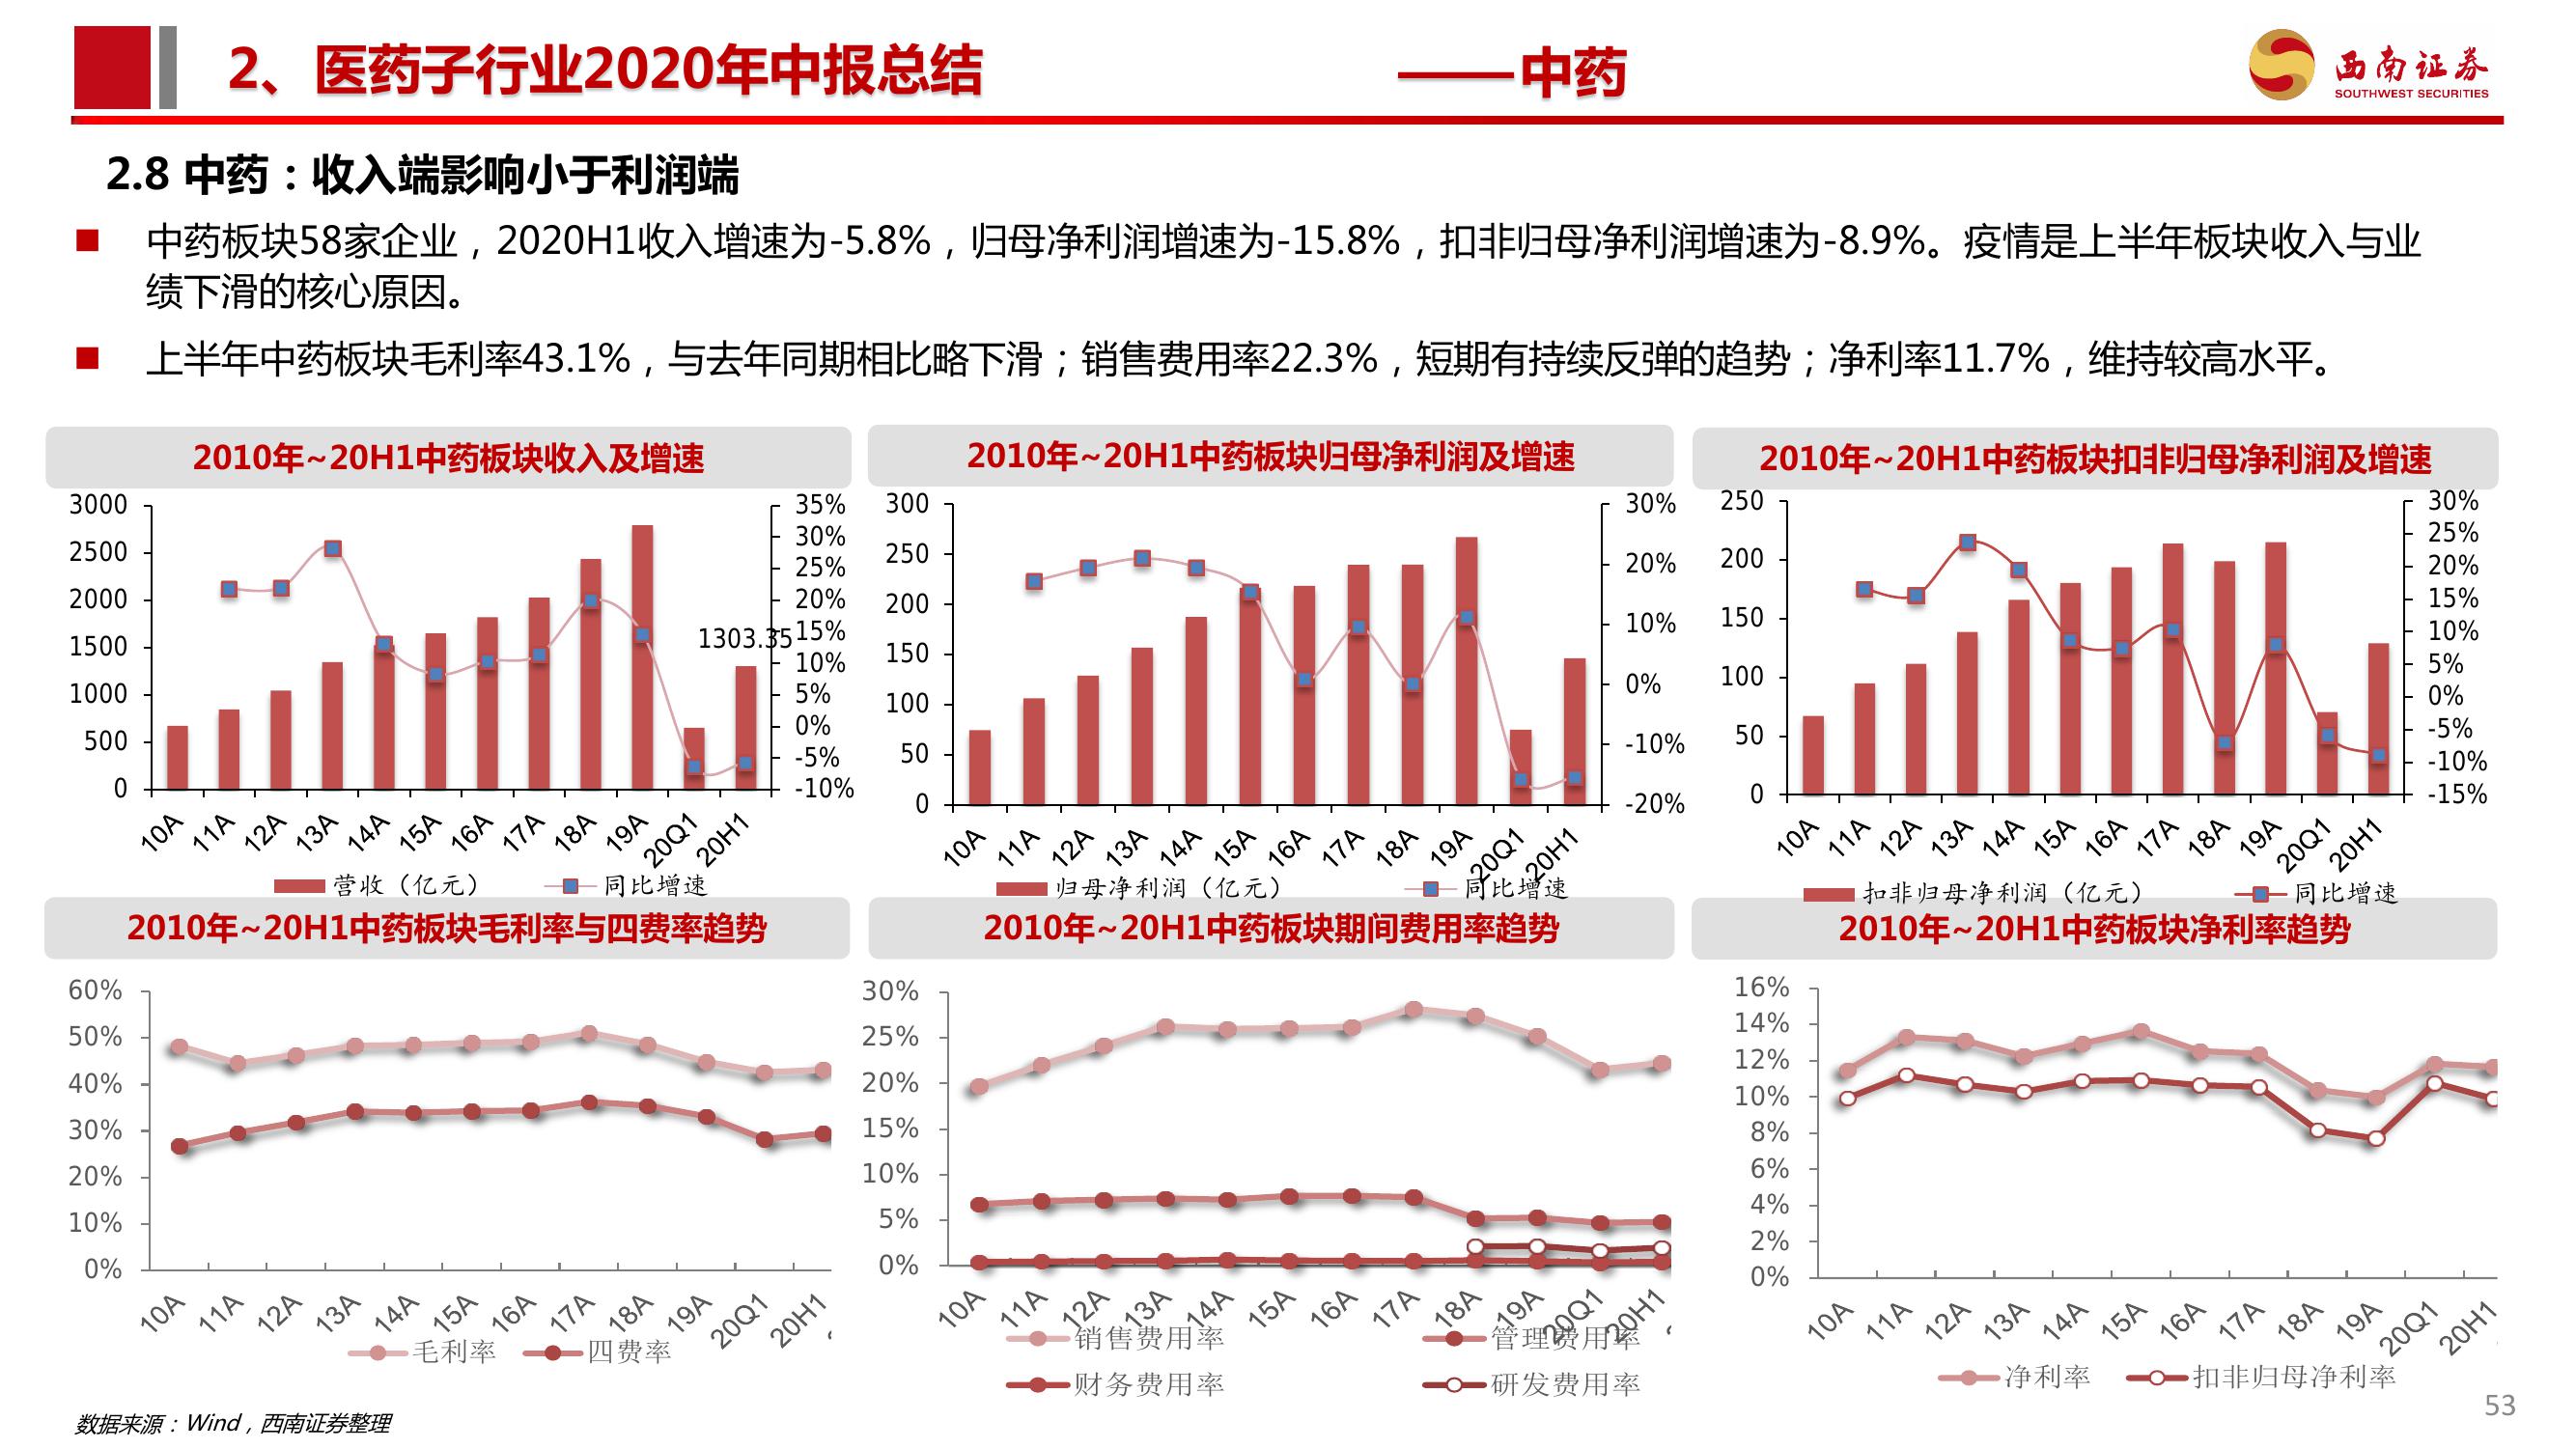 2、医药子行业2020年中报总结
——中药
西南证券
SOUTHWEST SECURITIES
2.8 中药：收入端影响小于利润端
中药板块58家企业，2020H1收入增速为-5.8%，归母净利润增速为-15.8%，扣非归母净利润增速为-8.9%。疫情是上半年板块收入与业
绩下滑的核心原因。
上半年中药板块毛利率43.1%，与去年同期相比略下滑；销售费用率22.3%，短期有持续反弹的趋势；净利率11.7%，维持较高水平。
2010年~20H1中药板块收入及增速
3000
2500
2000
1500
1000
500
0
35%
30%
25%
20%
15%
10%
5%
0%
-5%
-10%
1303.35
10A 11A 12A 13A 14A 15A 16A 17A 18A 19A 20Q1 20H1
营收（亿元） 同比增速
2010年~20H1中药板块归母净利润及增速
300
250
200
150
100
50
0
30%
20%
10%
0%
-10%
-20%
10A 11A 12A 13A 14A 15A 16A 17A 18A 19A 20Q1 20H1
归母净利润（亿元） 同比增速
2010年~20H1中药板块扣非归母净利润及增速
250
200
150
100
50
0
30%
25%
20%
15%
10%
5%
0%
-5%
-10%
-15%
10A 11A 12A 13A 14A 15A 16A 17A 18A 19A 20Q1 20H1
扣非归母净利润（亿元） 同比增速
2010年~20H1中药板块毛利率与四费率趋势
60%
50%
40%
30%
20%
10%
0%
10A 11A 12A 13A 14A 15A 16A 17A 18A 19A 20Q1 20H1
毛利率 四费率
2010年~20H1中药板块期间费用率趋势
30%
25%
20%
15%
10%
5%
0%
10A 11A 12A 13A 14A 15A 16A 17A 18A 19A 20Q1 20H1
销售费用率 管理费用率
财务费用率 研发费用率
2010年~20H1中药板块净利率趋势
16%
14%
12%
10%
8%
6%
4%
2%
0%
10A 11A 12A 13A 14A 15A 16A 17A 18A 19A 20Q1 20H1
净利率 扣非归母净利率
数据来源：Wind，西南证券整理
53